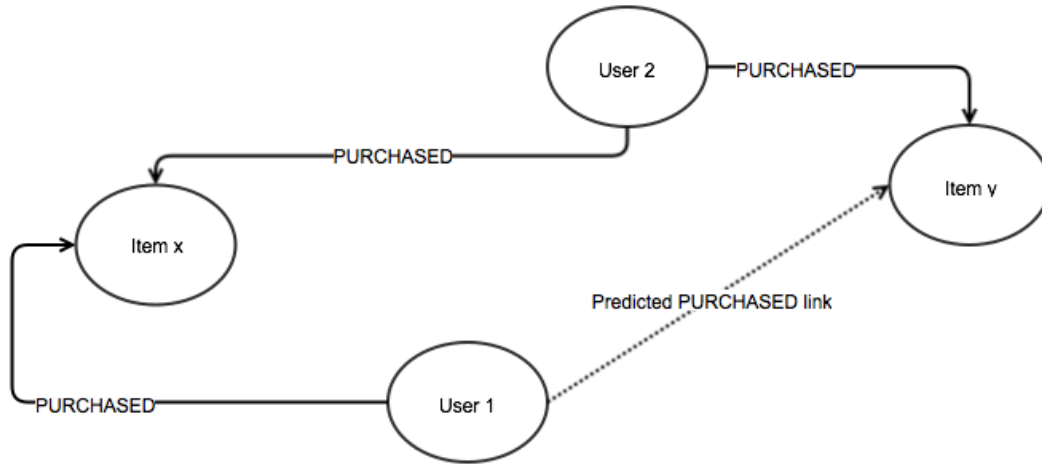 User 2
PURCHASED
PURCHASED
Item y
Item x
Predicted PURCHASED link
PURCHASED
User 1